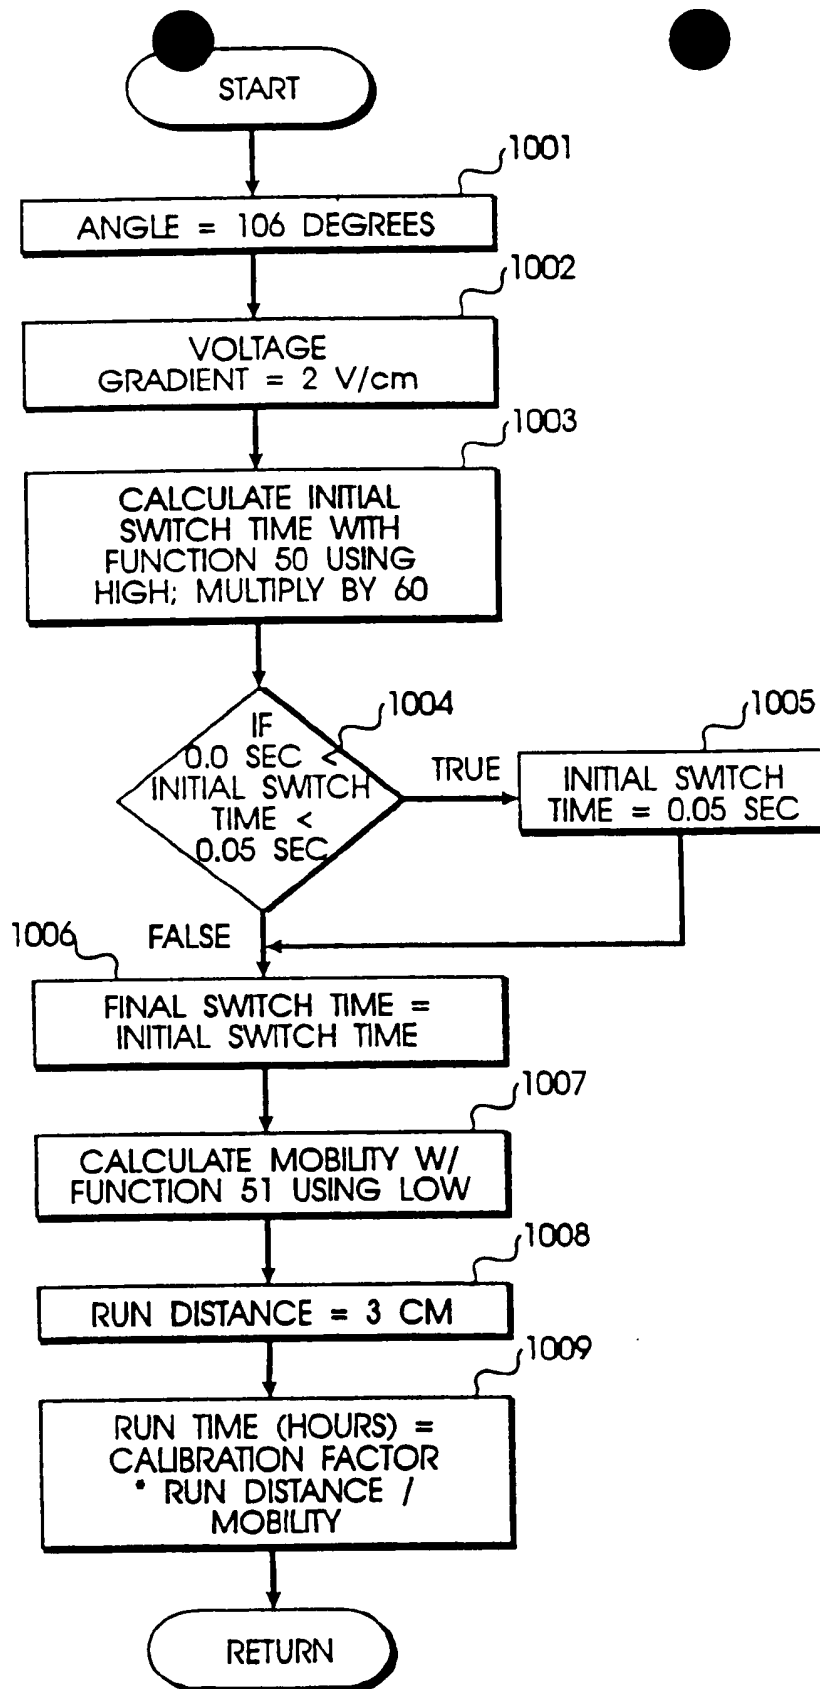 START
1001
ANGLE = 106 DEGREES
1002
VOLTAGE
GRADIENT = 2 V/cm
1003
CALCULATE INITIAL
SWITCH TIME WITH
FUNCTION 50 USING
HIGH; MULTIPLY BY 60
1004
IF
0.0 SEC <
INITIAL SWITCH
TIME <
0.05 SEC
TRUE
1005
INITIAL SWITCH
TIME = 0.05 SEC
FALSE
1006
FINAL SWITCH TIME =
INITIAL SWITCH TIME
1007
CALCULATE MOBILITY W/
FUNCTION 51 USING LOW
1008
RUN DISTANCE = 3 CM
1009
RUN TIME (HOURS) =
CALIBRATION FACTOR
* RUN DISTANCE /
MOBILITY
RETURN